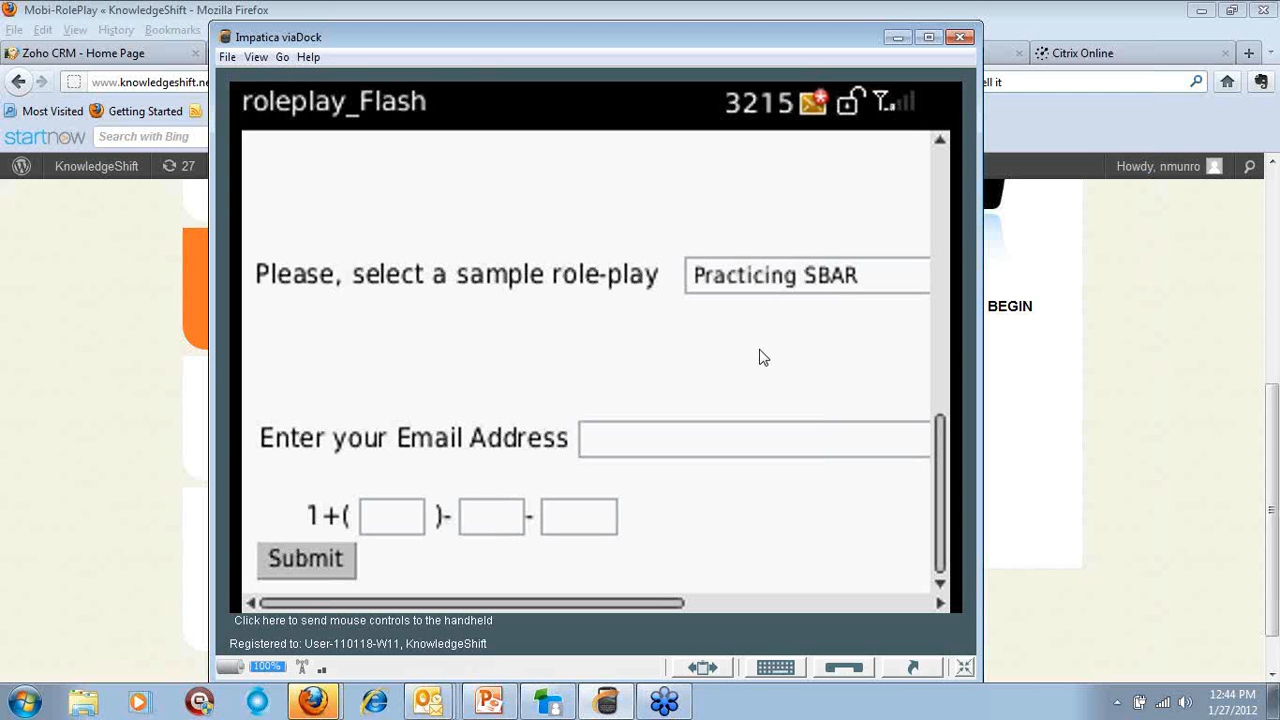 Mobi-RolePlay « KnowledgeShift - Mozilla Firefox
File Edit View History Bookmarks
Impatica viaDock
File View Go Help
Zoho CRM - Home Page
Citrix Online
www.knowledgeshift.ne
ell it
Most Visited Getting Started
startnow Search with Bing
KnowledgeShift 27
Howdy, nmunro
roleplay_Flash 3215
Please, select a sample role-play Practicing SBAR
BEGIN
Enter your Email Address
1+( )- -
Submit
Click here to send mouse controls to the handheld
Registered to: User-110118-W11, KnowledgeShift
100%
12:44 PM
1/27/2012